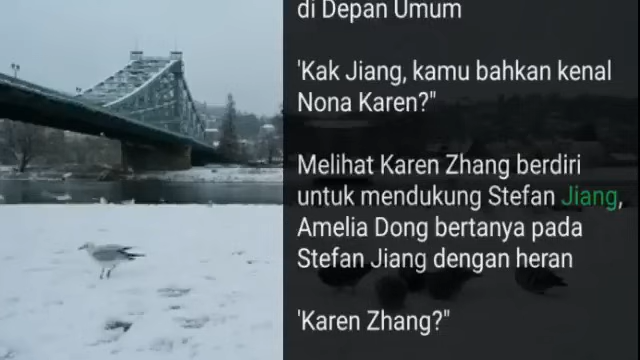 di Depan Umum
'Kak Jiang, kamu bahkan kenal
Nona Karen?"
Melihat Karen Zhang berdiri
untuk mendukung Stefan Jiang,
Amelia Dong bertanya pada
Stefan Jiang dengan heran
'Karen Zhang?"